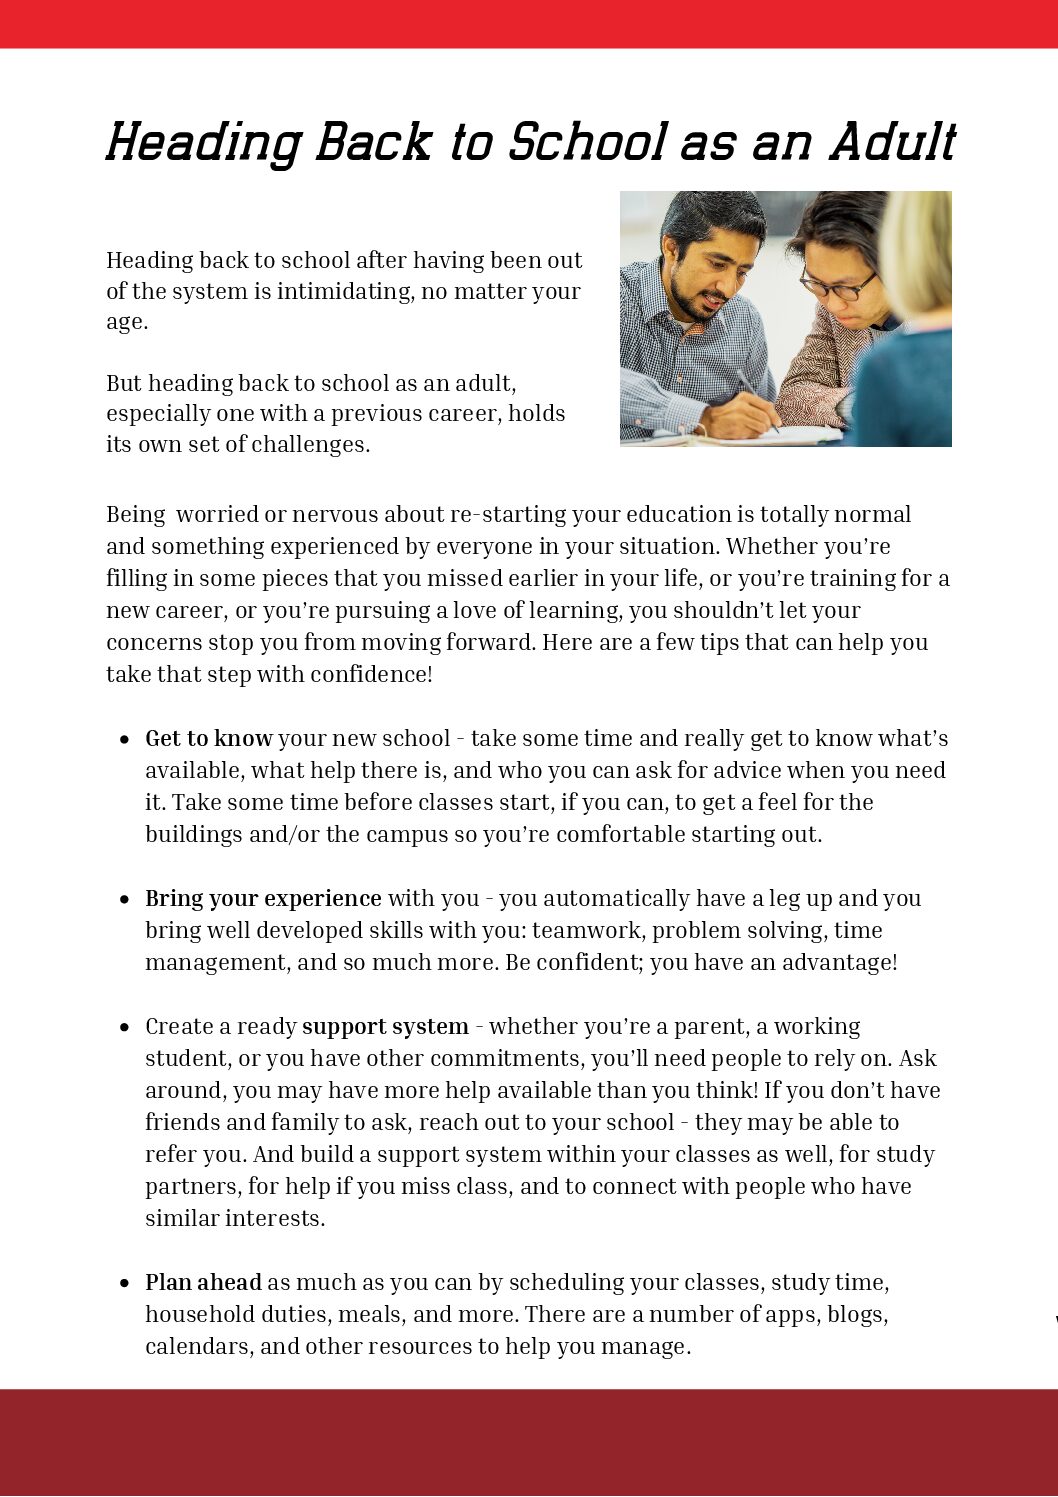 Heading Back to School as an Adult
Heading back to school after having been out
of the system is intimidating, no matter your
age.
But heading back to school as an adult,
especially one with a previous career, holds
its own set of challenges.
Being  worried or nervous about re-starting your education is totally normal
and something experienced by everyone in your situation. Whether you’re
filling in some pieces that you missed earlier in your life, or you’re training for a
new career, or you’re pursuing a love of learning, you shouldn’t let your
concerns stop you from moving forward. Here are a few tips that can help you
take that step with confidence!
• Get to know your new school - take some time and really get to know what’s
available, what help there is, and who you can ask for advice when you need
it. Take some time before classes start, if you can, to get a feel for the
buildings and/or the campus so you’re comfortable starting out.
• Bring your experience with you - you automatically have a leg up and you
bring well developed skills with you: teamwork, problem solving, time
management, and so much more. Be confident; you have an advantage!
• Create a ready support system - whether you’re a parent, a working
student, or you have other commitments, you’ll need people to rely on. Ask
around, you may have more help available than you think! If you don’t have
friends and family to ask, reach out to your school - they may be able to
refer you. And build a support system within your classes as well, for study
partners, for help if you miss class, and to connect with people who have
similar interests.
• Plan ahead as much as you can by scheduling your classes, study time,
household duties, meals, and more. There are a number of apps, blogs,
calendars, and other resources to help you manage.